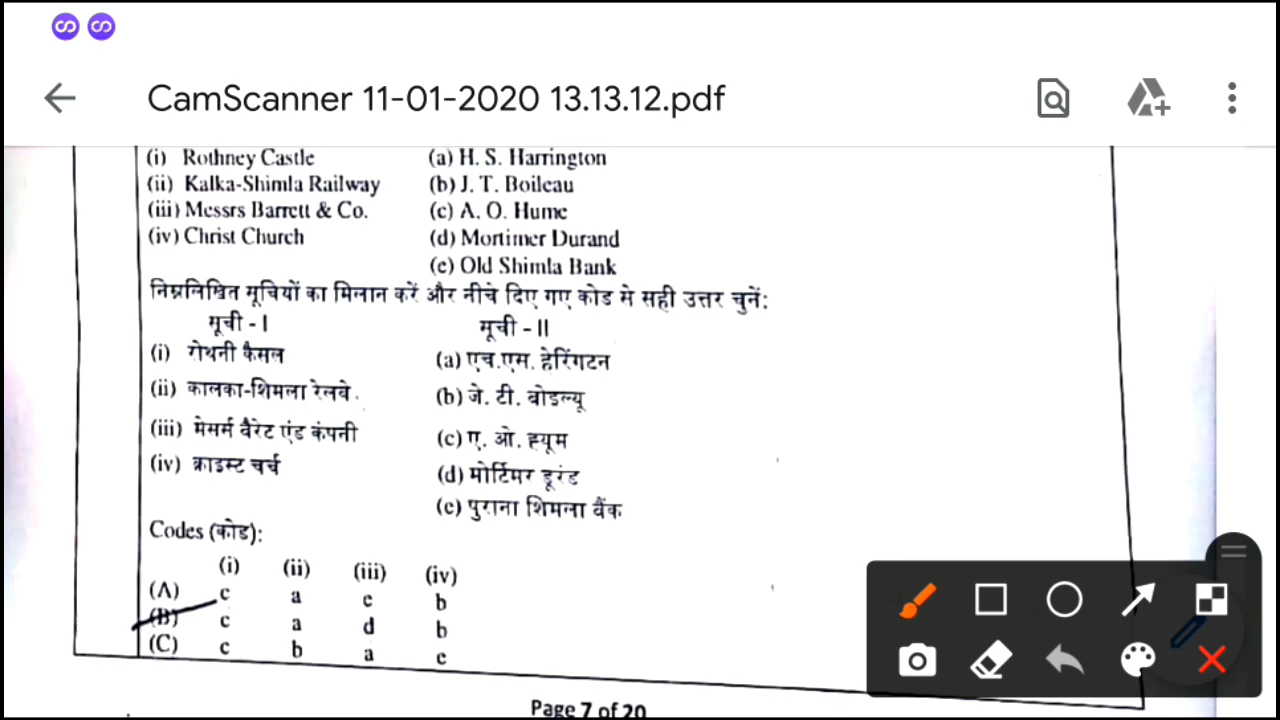 CamScanner 11-01-2020 13.13.12.pdf
(i) Rothney Castle (a) H. S. Harrington
(ii) Kalka-Shimla Railway (b) J. T. Boileau
(iii) Messrs Barrett & Co. (c) A. O. Hume
(iv) Christ Church (d) Mortimer Durand
(e) Old Shimla Bank
निम्नलिखित सूचियों का मिलान करें और नीचे दिए गए कोड से सही उत्तर चुनें:
सूची - I सूची - II
(i) रोथनी कैसल (a) एच.एस. हेरिंगटन
(ii) कालका-शिमला रेलवे . (b) जे. टी. बोइल्यू
(iii) मेसर्स बैरेट एंड कंपनी (c) ए. ओ. ह्यूम
(iv) क्राइस्ट चर्च (d) मोर्टिमर डूरंड
(e) पुराना शिमला बैंक
Codes (कोड):
(i) (ii) (iii) (iv)
(A) c a e b
(B) c a d b
(C) c b a e
Page 7 of 20